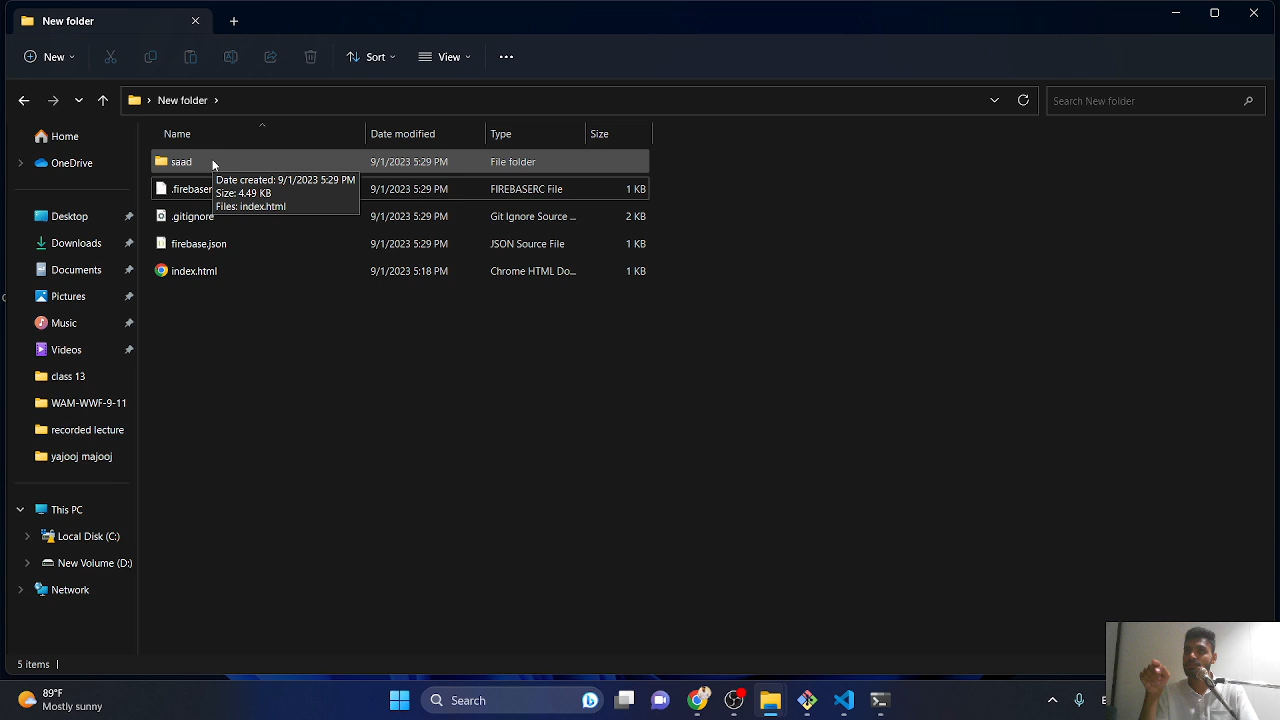 New folder
New
Sort
View
New folder
Search New folder
Name
Date modified
Type
Size
Home
OneDrive
Desktop
Downloads
Documents
Pictures
Music
Videos
class 13
WAM-WWF-9-11
recorded lecture
yajooj majooj
This PC
Local Disk (C:)
New Volume (D:)
Network
saad 9/1/2023 5:29 PM File folder
.firebaser 9/1/2023 5:29 PM FIREBASERC File 1 KB
.gitignore 9/1/2023 5:29 PM Git Ignore Source ... 2 KB
firebase.json 9/1/2023 5:29 PM JSON Source File 1 KB
index.html 9/1/2023 5:18 PM Chrome HTML Do... 1 KB
Date created: 9/1/2023 5:29 PM
Size: 4.49 KB
Files: index.html
5 items
89°F
Mostly sunny
Search